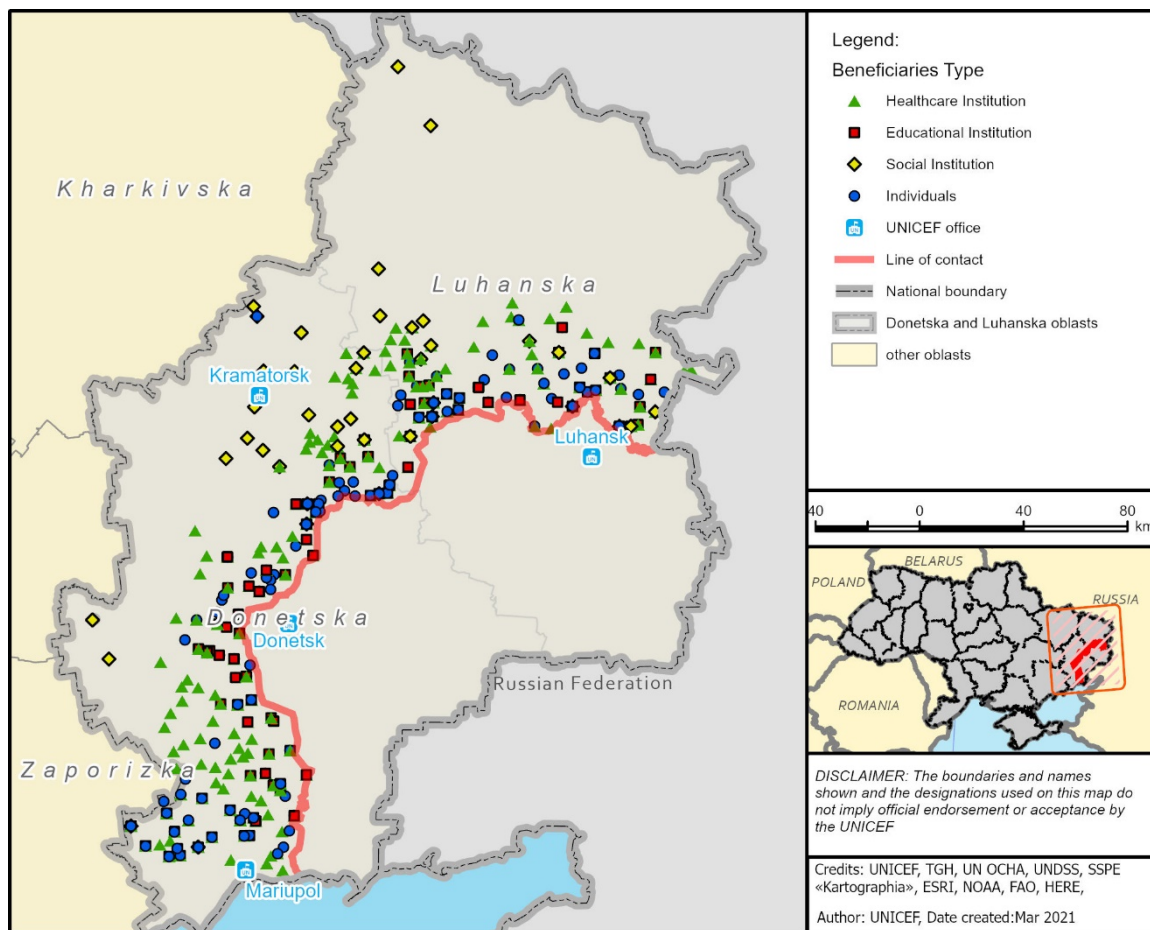 Kharkivska
Luhanska
Kramatorsk
Luhansk
Donetska
Donetsk
Russian Federation
Zaporizka
Mariupol
Legend:
Beneficiaries Type
Healthcare Institution
Educational Institution
Social Institution
Individuals
UNICEF office
Line of contact
National boundary
Donetska and Luhanska oblasts
other oblasts
40 0 40 80
km
BELARUS
POLAND
RUSSIA
ROMANIA
DISCLAIMER: The boundaries and names
shown and the designations used on this map do
not imply official endorsement or acceptance by
the UNICEF
Credits: UNICEF, TGH, UN OCHA, UNDSS, SSPE
«Kartographia», ESRI, NOAA, FAO, HERE,
Author: UNICEF, Date created:Mar 2021